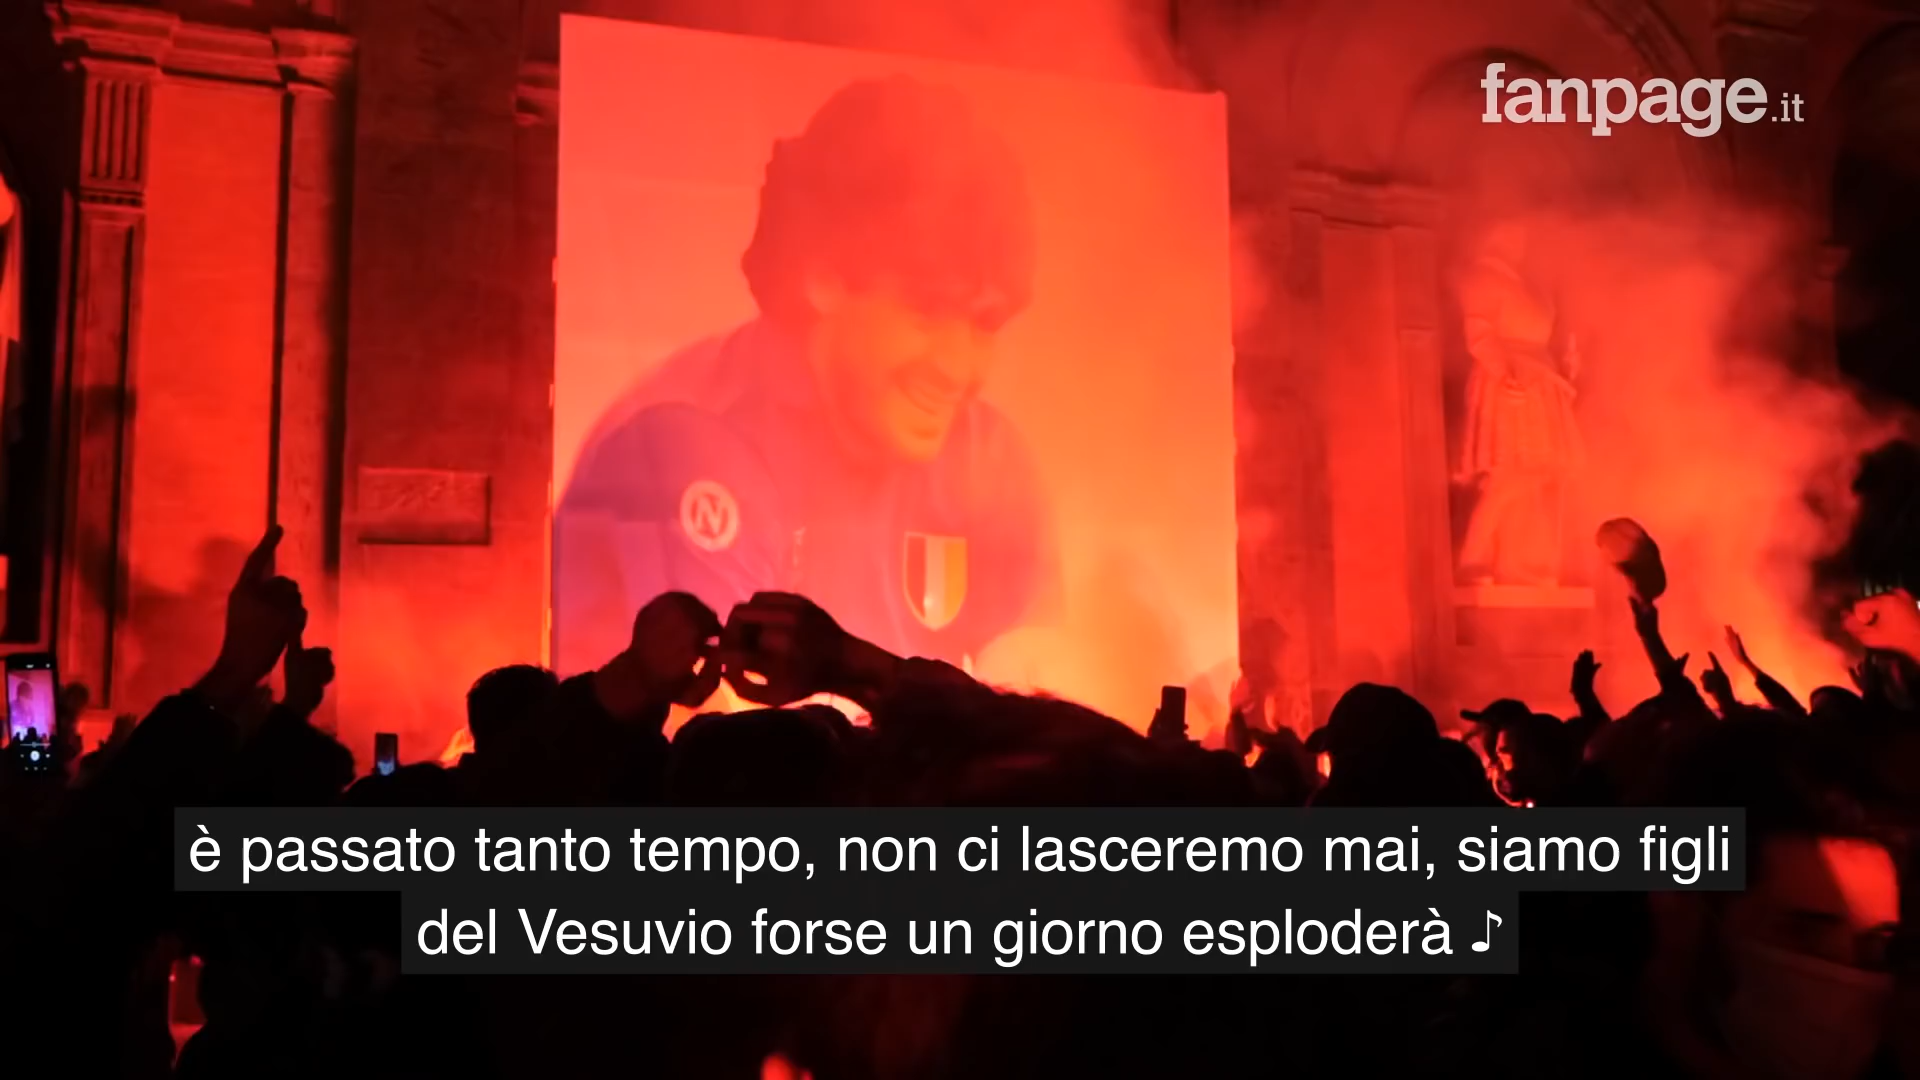 fanpage.it
N
è passato tanto tempo, non ci lasceremo mai, siamo figli
del Vesuvio forse un giorno esploderà ♪